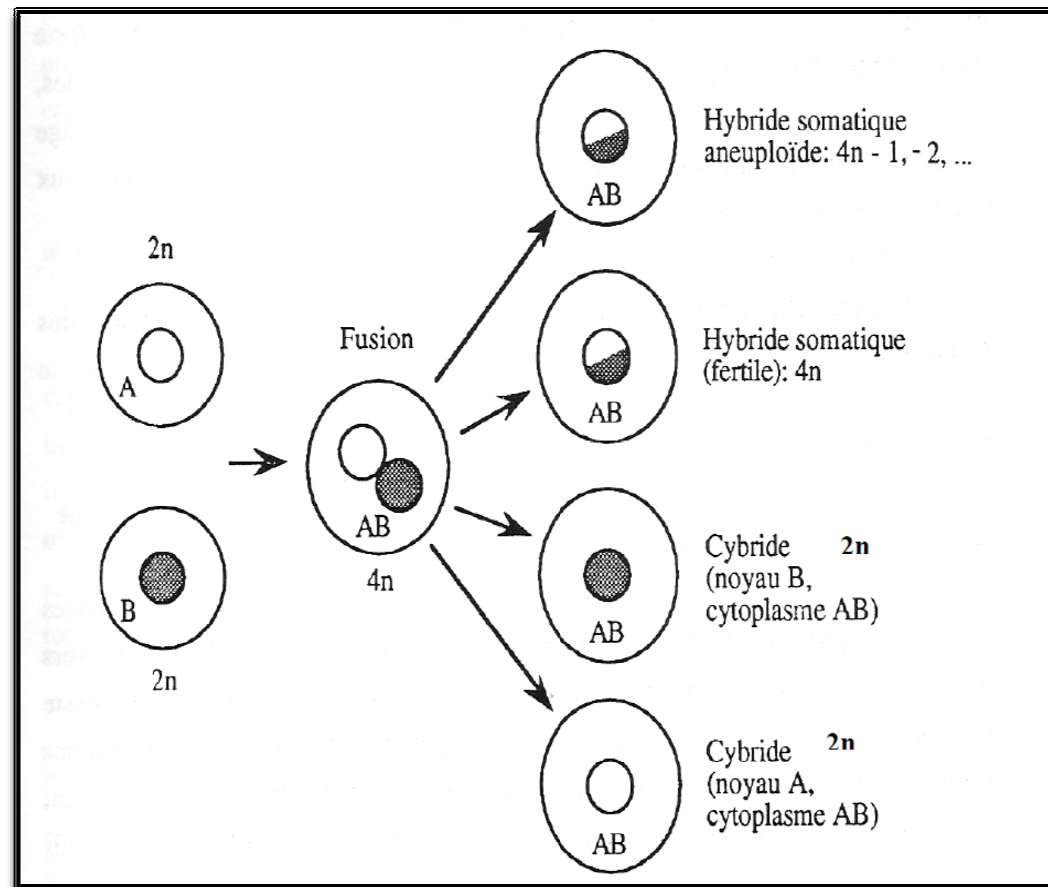 2n
A
B
2n
Fusion
AB
4n
AB
Hybride somatique
aneuploïde: 4n - 1, - 2, ...
AB
Hybride somatique
(fertile): 4n
AB
Cybride 2n
(noyau B,
cytoplasme AB)
AB
Cybride 2n
(noyau A,
cytoplasme AB)